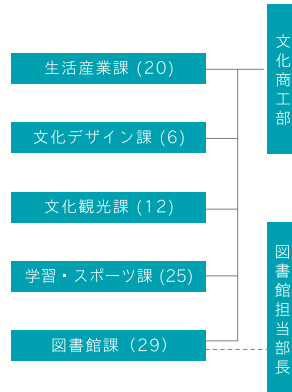 文化商工部
生活産業課 (20)
文化デザイン課 (6)
文化観光課 (12)
学習・スポーツ課 (25)
図書館担当部長
図書館課（29）